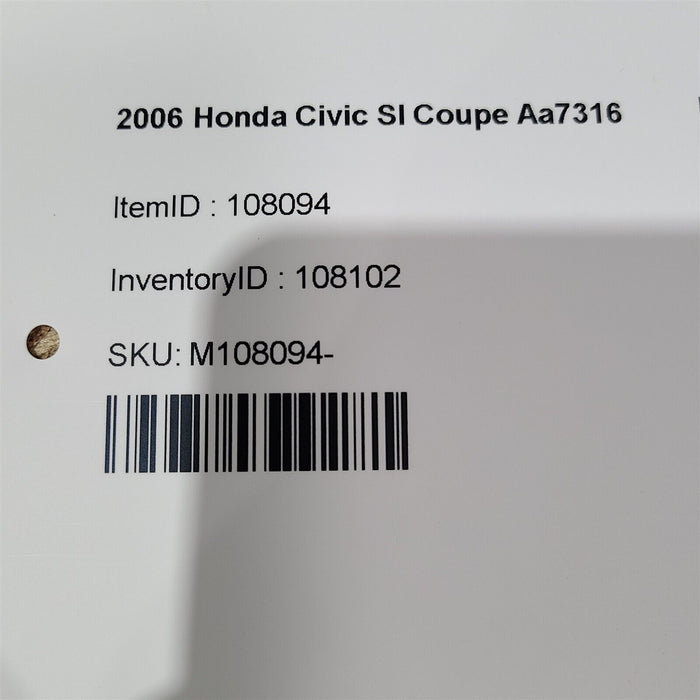 2006 Honda Civic SI Coupe Aa7316
ItemID : 108094
InventoryID : 108102
SKU: M108094-